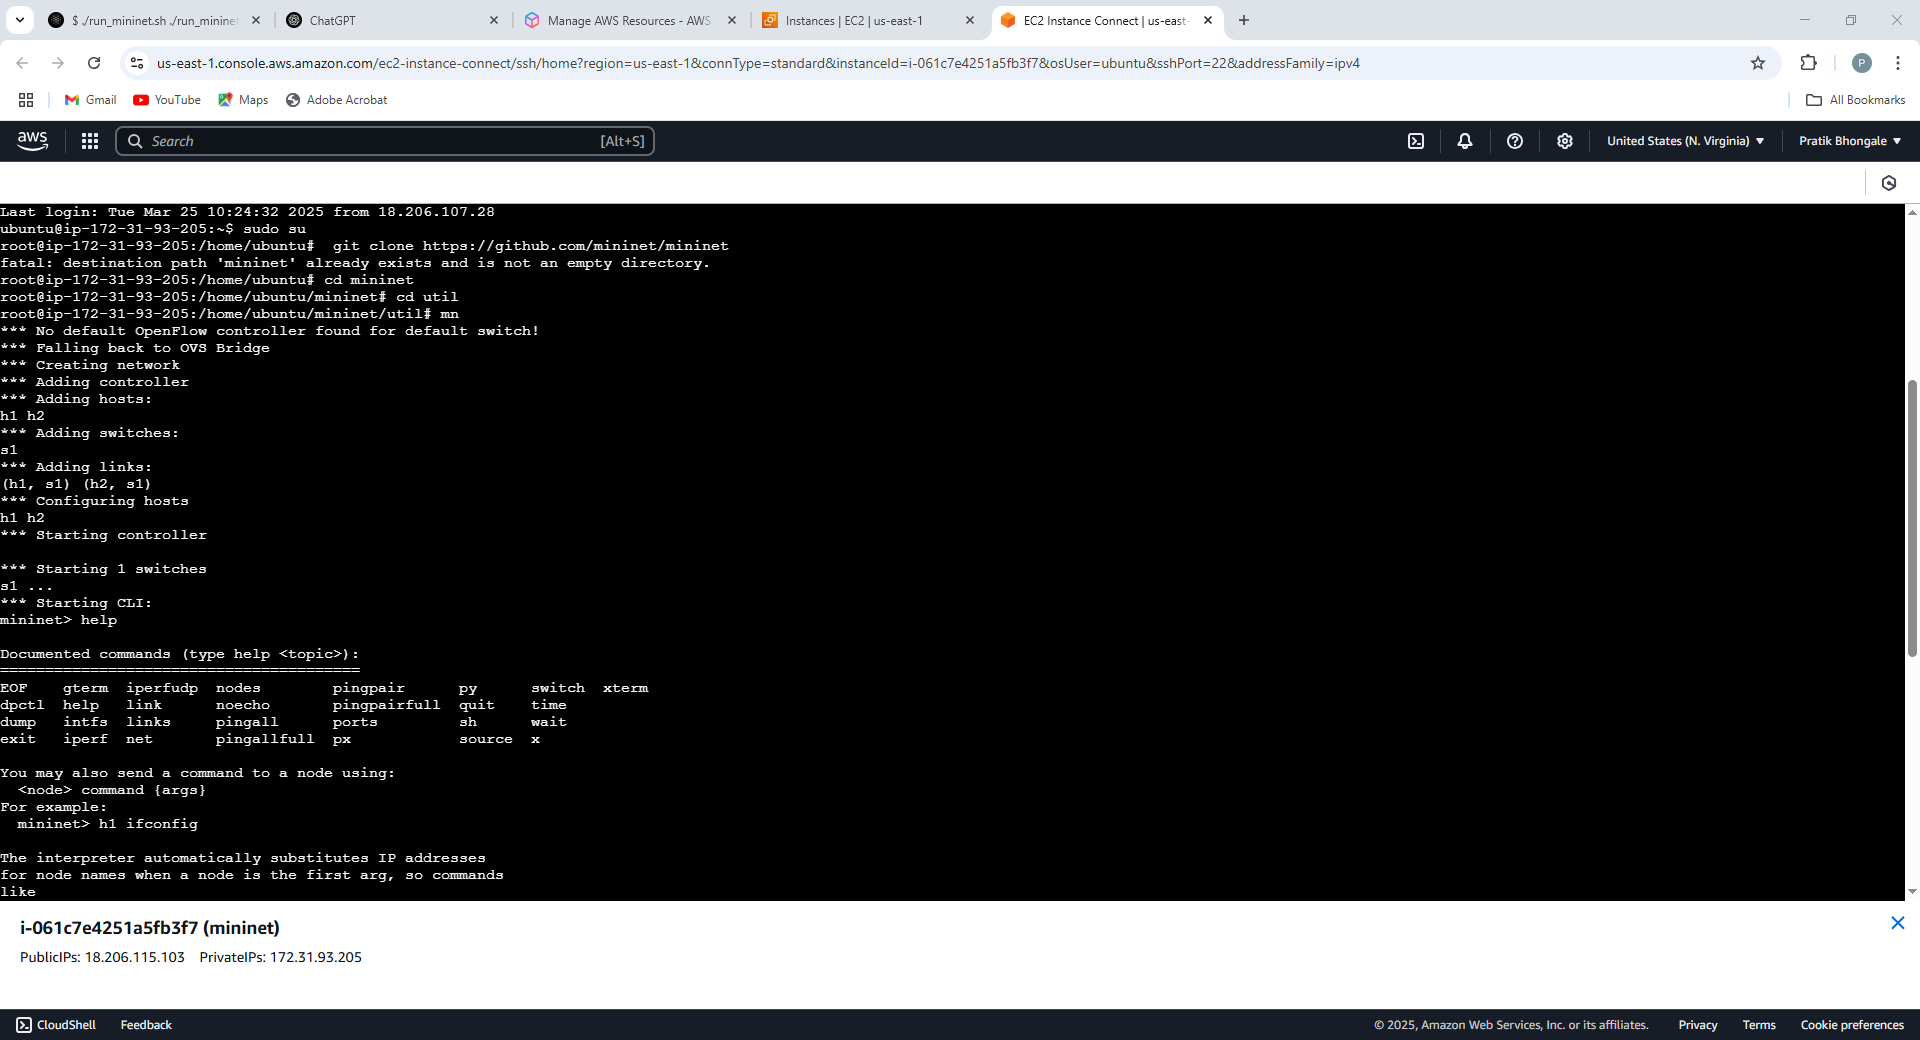 $ ./run_mininet.sh ./run_mininet
ChatGPT
Manage AWS Resources - AWS
Instances | EC2 | us-east-1
EC2 Instance Connect | us-east-
us-east-1.console.aws.amazon.com/ec2-instance-connect/ssh/home?region=us-east-1&connType=standard&instanceId=i-061c7e4251a5fb3f7&osUser=ubuntu&sshPort=22&addressFamily=ipv4
P
Gmail
YouTube
Maps
Adobe Acrobat
All Bookmarks
aws
Search
[Alt+S]
United States (N. Virginia)
Pratik Bhongale
Last login: Tue Mar 25 10:24:32 2025 from 18.206.107.28
ubuntu@ip-172-31-93-205:~$ sudo su
root@ip-172-31-93-205:/home/ubuntu#  git clone https://github.com/mininet/mininet
fatal: destination path 'mininet' already exists and is not an empty directory.
root@ip-172-31-93-205:/home/ubuntu# cd mininet
root@ip-172-31-93-205:/home/ubuntu/mininet# cd util
root@ip-172-31-93-205:/home/ubuntu/mininet/util# mn
*** No default OpenFlow controller found for default switch!
*** Falling back to OVS Bridge
*** Creating network
*** Adding controller
*** Adding hosts:
h1 h2
*** Adding switches:
s1
*** Adding links:
(h1, s1) (h2, s1)
*** Configuring hosts
h1 h2
*** Starting controller
*** Starting 1 switches
s1 ...
*** Starting CLI:
mininet> help
Documented commands (type help <topic>):
========================================
EOF    gterm  iperfudp  nodes        pingpair      py      switch  xterm
dpctl  help   link      noecho       pingpairfull  quit    time
dump   intfs  links     pingall      ports         sh      wait
exit   iperf  net       pingallfull  px            source  x
You may also send a command to a node using:
  <node> command {args}
For example:
  mininet> h1 ifconfig
The interpreter automatically substitutes IP addresses
for node names when a node is the first arg, so commands
like
i-061c7e4251a5fb3f7 (mininet)
PublicIPs: 18.206.115.103 PrivateIPs: 172.31.93.205
CloudShell
Feedback
© 2025, Amazon Web Services, Inc. or its affiliates.
Privacy
Terms
Cookie preferences